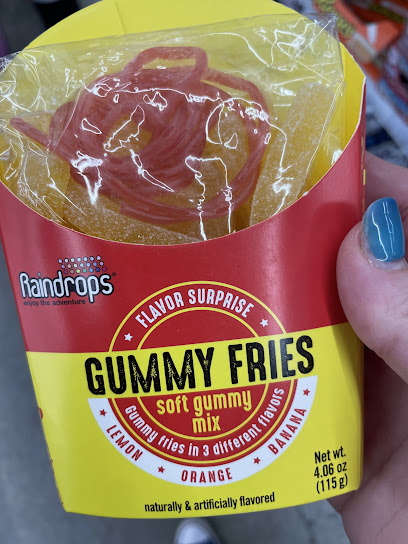 Raindrops®
enjoy the adventure
FLAVOR SURPRISE
GUMMY FRIES
soft gummy
mix
Gummy fries in 3 different flavors
LEMON ORANGE BANANA
Net wt.
4.06 oz
(115 g)
naturally & artificially flavored